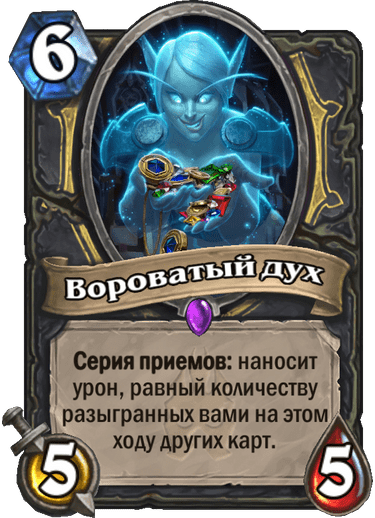 6
Вороватый дух
Серия приемов: наносит
урон, равный количеству
разыгранных вами на этом
ходу других карт.
5
5